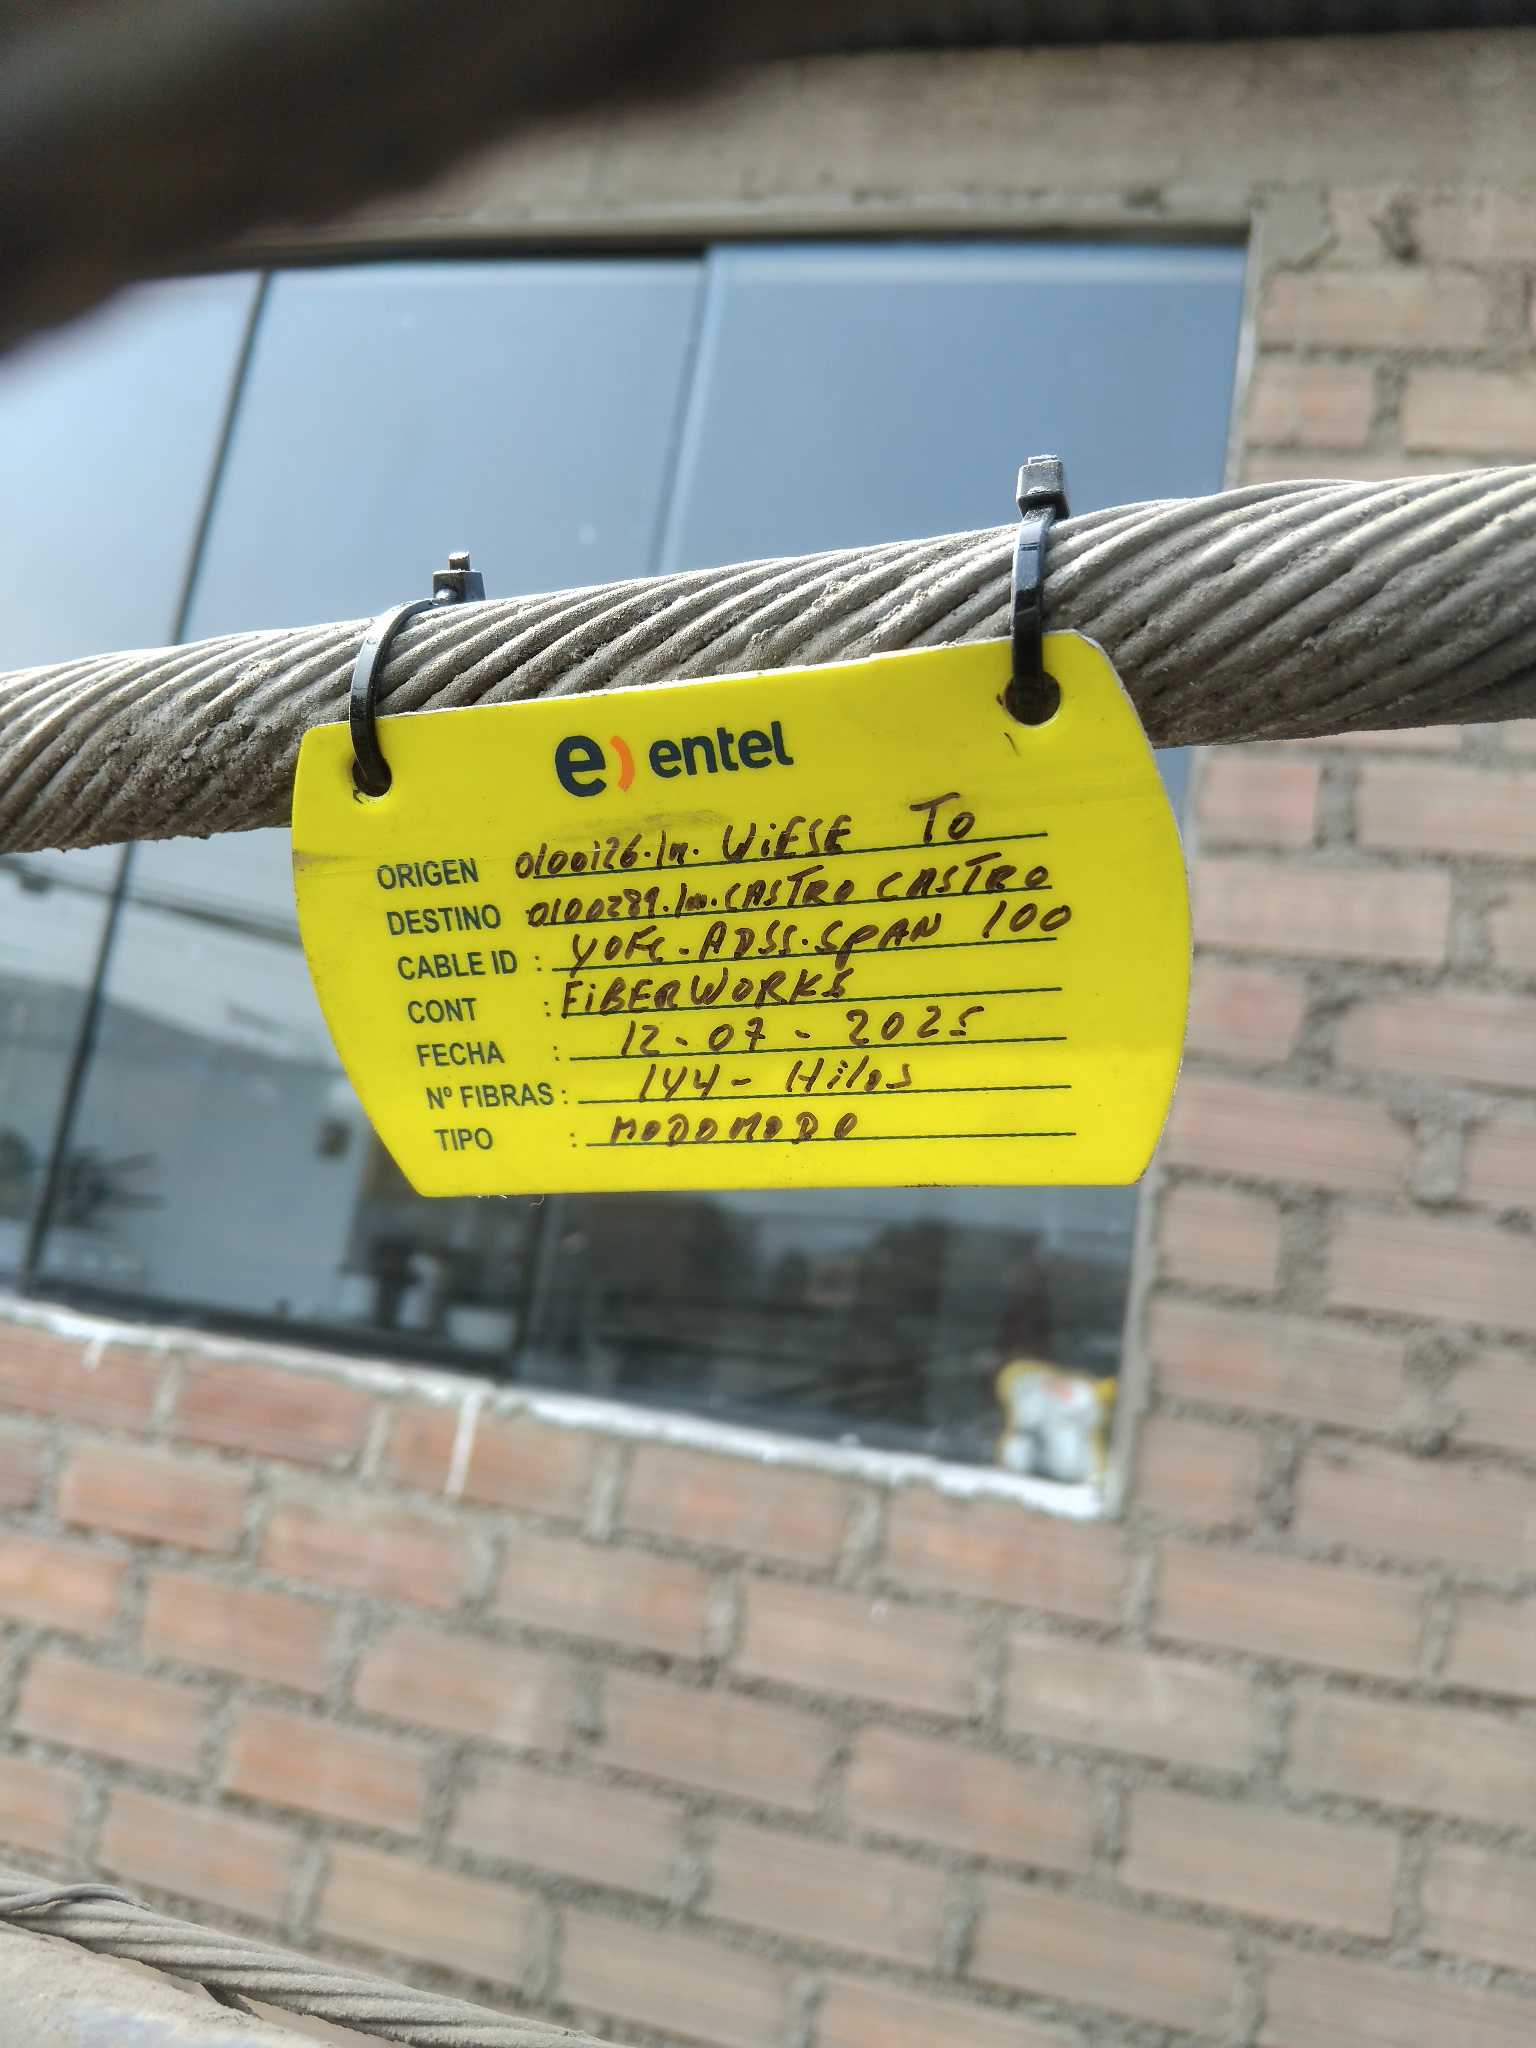 e) entel
ORIGEN 0100126.lm. WiESE To
DESTINO 0100289.lm. CASTRO CASTRO
CABLE ID : YOFC - ADSS. SPAN 100
CONT : FiBERWORKS
FECHA : 12 - 07 - 2025
Nº FIBRAS : 144 - Hilos
TIPO : MODOMODO